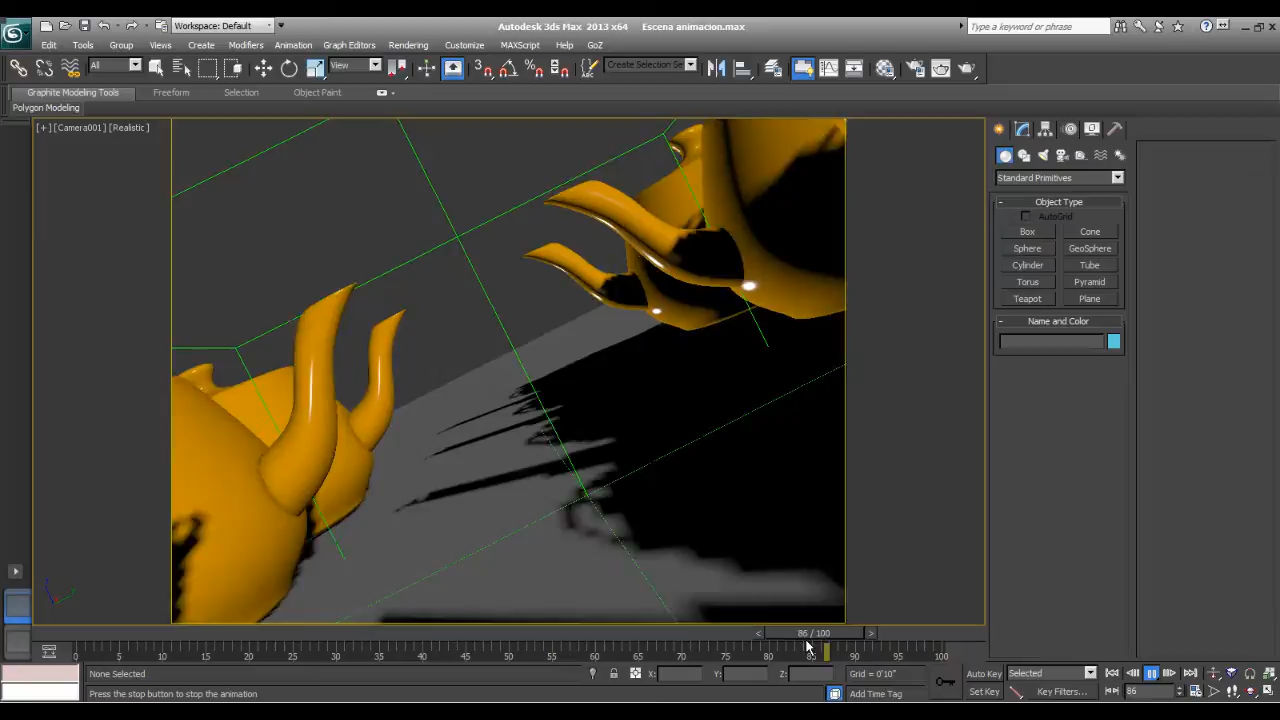 Workspace: Default
Autodesk 3ds Max 2013 x64 Escena animacion.max
Type a keyword or phrase
Edit Tools Group Views Create Modifiers Animation Graph Editors Rendering Customize MAXScript Help GoZ
All View Create Selection Se
Graphite Modeling Tools Freeform Selection Object Paint
Polygon Modeling
[+] [Camera001] [Realistic]
Standard Primitives
- Object Type
AutoGrid
Box Cone
Sphere GeoSphere
Cylinder Tube
Torus Pyramid
Teapot Plane
- Name and Color
< 86 / 100 >
0 5 10 15 20 25 30 35 40 45 50 55 60 65 70 75 80 85 90 95 100
None Selected X: Y: Z: Grid = 0'10" Auto Key Selected
Press the stop button to stop the animation Add Time Tag Set Key Key Filters... 86